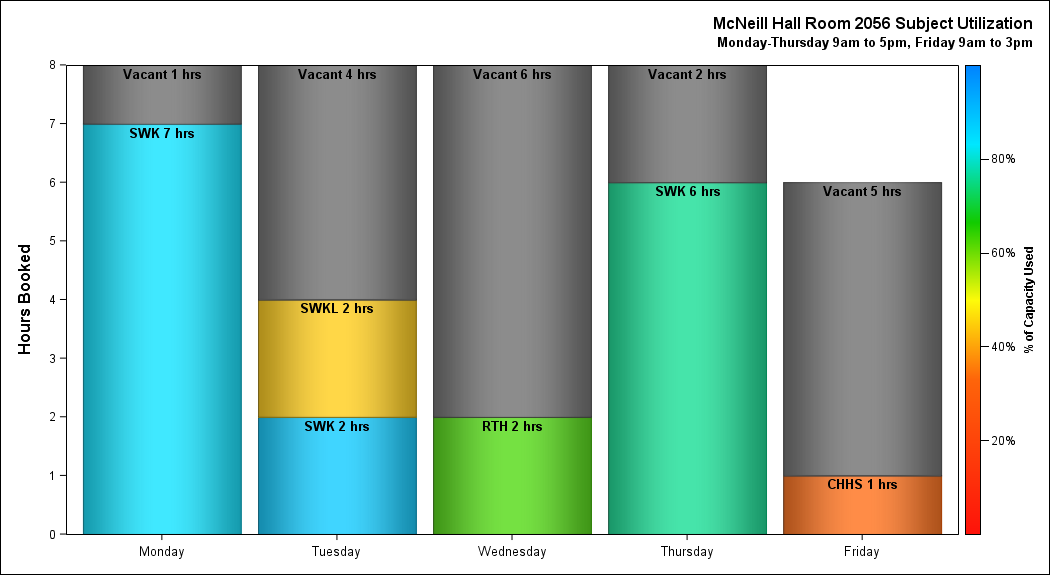 McNeill Hall Room 2056 Subject Utilization
Monday-Thursday 9am to 5pm, Friday 9am to 3pm
Hours Booked
8
7
6
5
4
3
2
1
0
Vacant 1 hrs
SWK 7 hrs
Vacant 4 hrs
SWKL 2 hrs
SWK 2 hrs
Vacant 6 hrs
RTH 2 hrs
Vacant 2 hrs
SWK 6 hrs
Vacant 5 hrs
CHHS 1 hrs
Monday
Tuesday
Wednesday
Thursday
Friday
80%
60%
40%
20%
% of Capacity Used